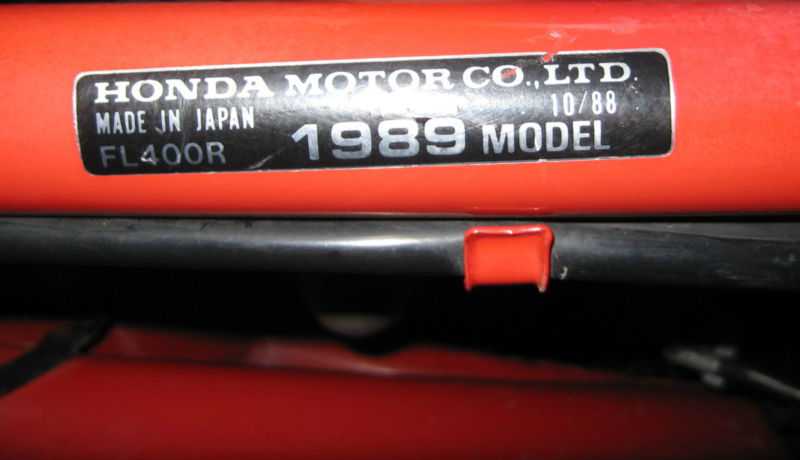 HONDA MOTOR CO.,LTD.
MADE IN JAPAN 10/88
FL400R 1989 MODEL